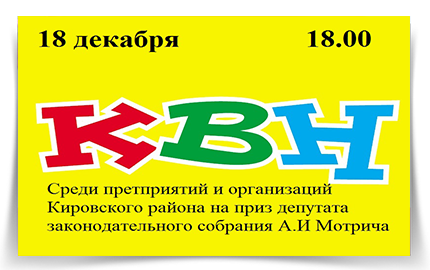 18 декабря 18.00
КВН
Среди претприятий и организаций
Кировского района на приз депутата
законодательного собрания А.И Мотрича